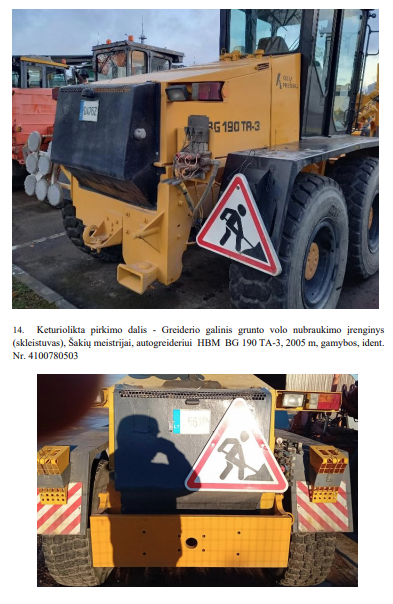 BG 190 TA-3
14. Keturiolikta pirkimo dalis - Greiderio galinis grunto volo nubraukimo įrenginys
(skleistuvas), Šakių meistrijai, autogreideriui HBM BG 190 TA-3, 2005 m, gamybos, ident.
Nr. 4100780503